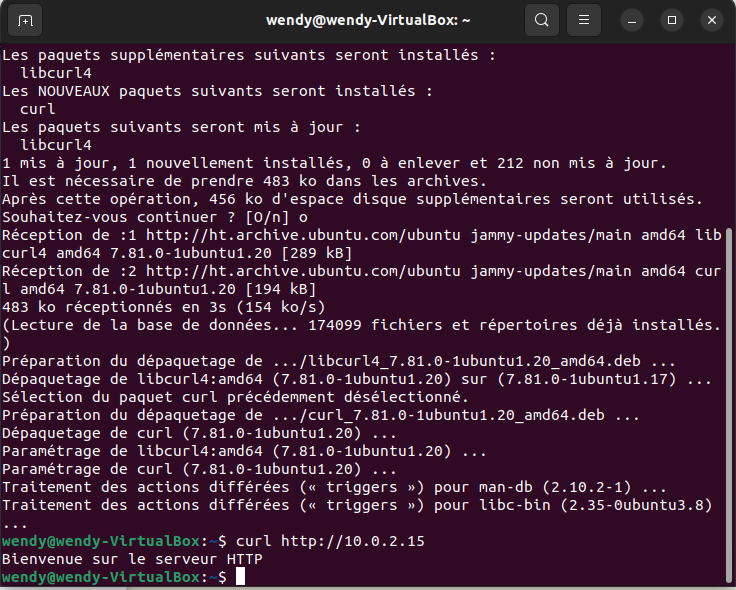 wendy@wendy-VirtualBox: ~
Les paquets supplémentaires suivants seront installés :
  libcurl4
Les NOUVEAUX paquets suivants seront installés :
  curl
Les paquets suivants seront mis à jour :
  libcurl4
1 mis à jour, 1 nouvellement installés, 0 à enlever et 212 non mis à jour.
Il est nécessaire de prendre 483 ko dans les archives.
Après cette opération, 456 ko d'espace disque supplémentaires seront utilisés.
Souhaitez-vous continuer ? [O/n] o
Réception de :1 http://ht.archive.ubuntu.com/ubuntu jammy-updates/main amd64 lib
curl4 amd64 7.81.0-1ubuntu1.20 [289 kB]
Réception de :2 http://ht.archive.ubuntu.com/ubuntu jammy-updates/main amd64 cur
l amd64 7.81.0-1ubuntu1.20 [194 kB]
483 ko réceptionnés en 3s (154 ko/s)
(Lecture de la base de données... 174099 fichiers et répertoires déjà installés.
)
Préparation du dépaquetage de .../libcurl4_7.81.0-1ubuntu1.20_amd64.deb ...
Dépaquetage de libcurl4:amd64 (7.81.0-1ubuntu1.20) sur (7.81.0-1ubuntu1.17) ...
Sélection du paquet curl précédemment désélectionné.
Préparation du dépaquetage de .../curl_7.81.0-1ubuntu1.20_amd64.deb ...
Dépaquetage de curl (7.81.0-1ubuntu1.20) ...
Paramétrage de libcurl4:amd64 (7.81.0-1ubuntu1.20) ...
Paramétrage de curl (7.81.0-1ubuntu1.20) ...
Traitement des actions différées (« triggers ») pour man-db (2.10.2-1) ...
Traitement des actions différées (« triggers ») pour libc-bin (2.35-0ubuntu3.8)
...
wendy@wendy-VirtualBox:~$ curl http://10.0.2.15
Bienvenue sur le serveur HTTP
wendy@wendy-VirtualBox:~$